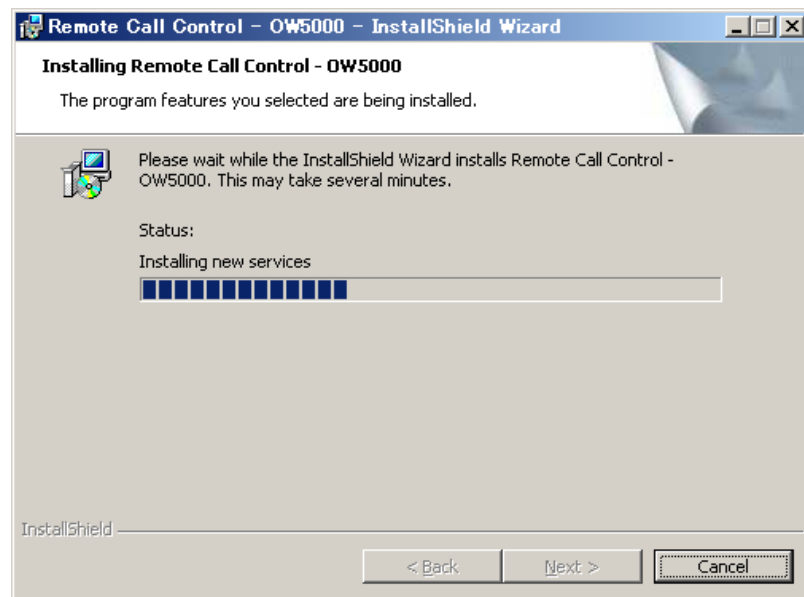 Remote Call Control - OW5000 - InstallShield Wizard
Installing Remote Call Control - OW5000
The program features you selected are being installed.
Please wait while the InstallShield Wizard installs Remote Call Control -
OW5000. This may take several minutes.
Status:
Installing new services
InstallShield
< Back
Next >
Cancel